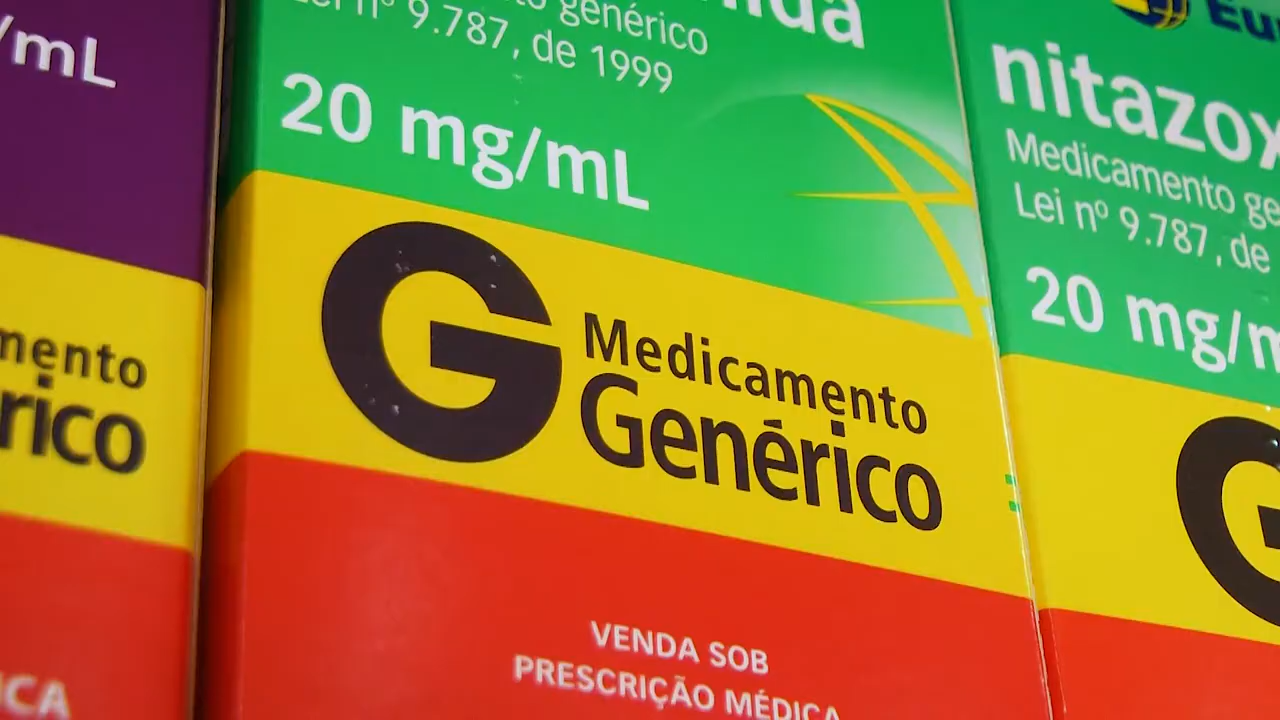 /mL
mento
rico
ICA
nida
genérico
Lei nº 9.787, de 1999
20 mg/mL
G Medicamento
Genérico
VENDA SOB
PRESCRIÇÃO MÉDICA
Eu
nitazox
Medicamento ge
Lei nº 9.787, de
20 mg/m
G